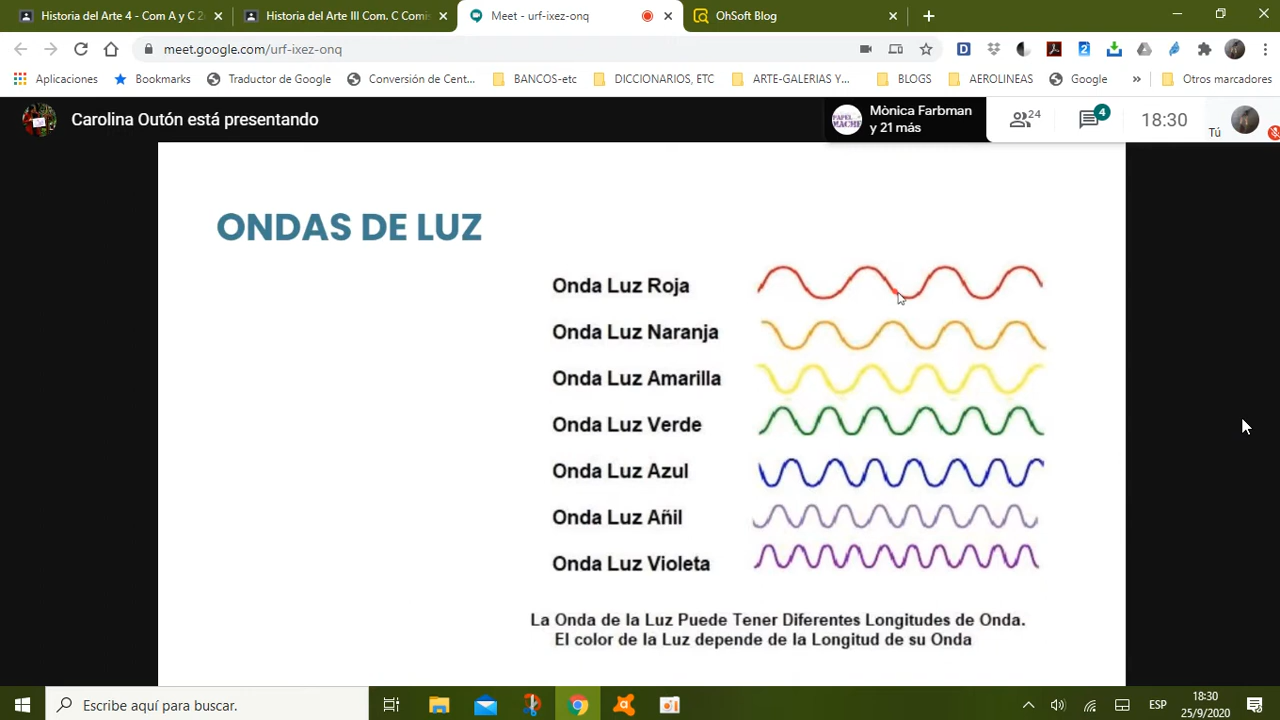 Historia del Arte 4 - Com A y C 2
Historia del Arte III Com. C Comis
Meet - urf-ixez-onq
OhSoft Blog
meet.google.com/urf-ixez-onq
Aplicaciones
Bookmarks
Traductor de Google
Conversión de Gent...
BANCOS-etc
DICCIONARIOS, ETC
ARTE-GALERIAS Y...
BLOGS
AEROLINEAS
Google
Otros marcadores
Carolina Outón está presentando
Mònica Farbman
y 21 más
24
4
18:30
Tú
ONDAS DE LUZ
Onda Luz Roja
Onda Luz Naranja
Onda Luz Amarilla
Onda Luz Verde
Onda Luz Azul
Onda Luz Añil
Onda Luz Violeta
La Onda de la Luz Puede Tener Diferentes Longitudes de Onda.
El color de la Luz depende de la Longitud de su Onda
Escribe aquí para buscar.
ESP
18:30
25/9/2020